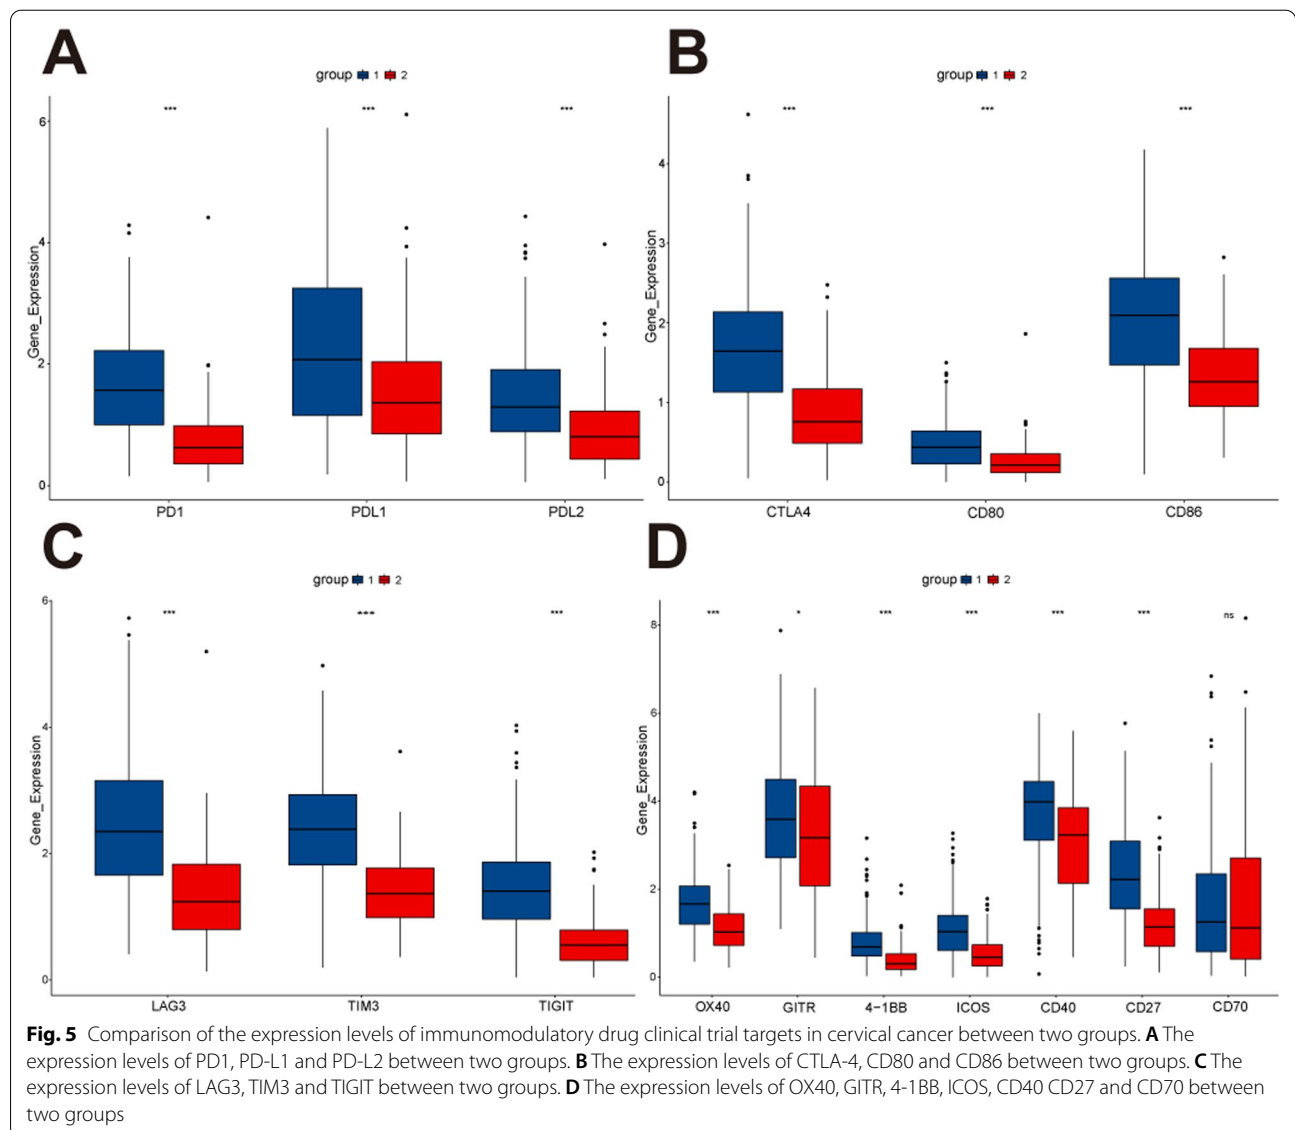 A
group 1 2
Gene_Expression
6
4
2
0
*** *** ***
PD1 PDL1 PDL2
B
group 1 2
Gene_Expression
4
3
2
1
0
*** *** ***
CTLA4 CD80 CD86
C
group 1 2
Gene_Expression
6
4
2
0
*** *** ***
LAG3 TIM3 TIGIT
D
group 1 2
Gene_Expression
8
6
4
2
0
*** * *** *** *** *** ns
OX40 GITR 4-1BB ICOS CD40 CD27 CD70
Fig. 5 Comparison of the expression levels of immunomodulatory drug clinical trial targets in cervical cancer between two groups. A The
expression levels of PD1, PD-L1 and PD-L2 between two groups. B The expression levels of CTLA-4, CD80 and CD86 between two groups. C The
expression levels of LAG3, TIM3 and TIGIT between two groups. D The expression levels of OX40, GITR, 4-1BB, ICOS, CD40 CD27 and CD70 between
two groups